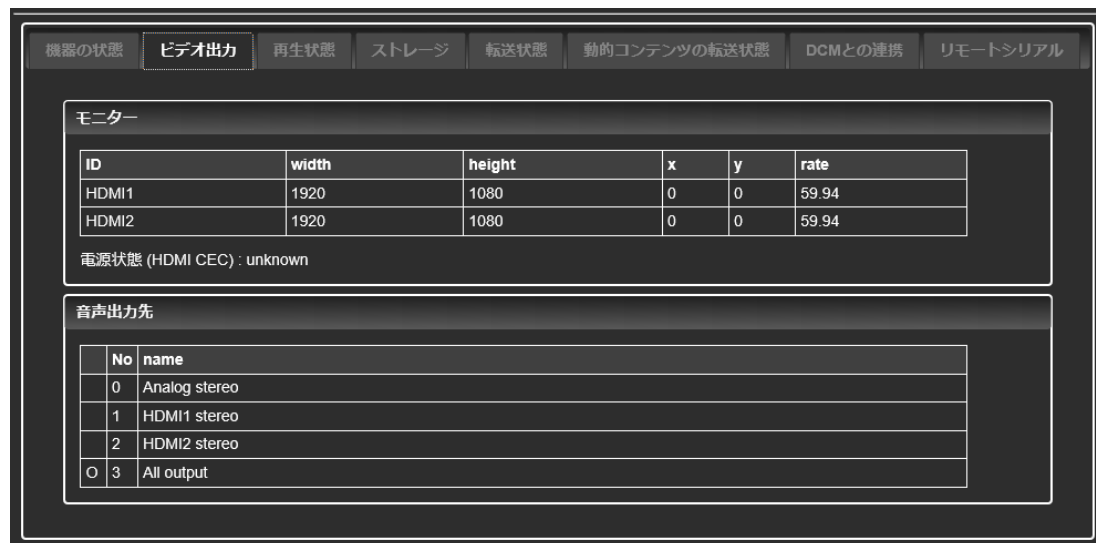 機器の状態 ビデオ出力 再生状態 ストレージ 転送状態 動的コンテンツの転送状態 DCMとの連携 リモートシリアル
モニター
ID width height x y rate
HDMI1 1920 1080 0 0 59.94
HDMI2 1920 1080 0 0 59.94
電源状態 (HDMI CEC) : unknown
音声出力先
No name
0 Analog stereo
1 HDMI1 stereo
2 HDMI2 stereo
O 3 All output